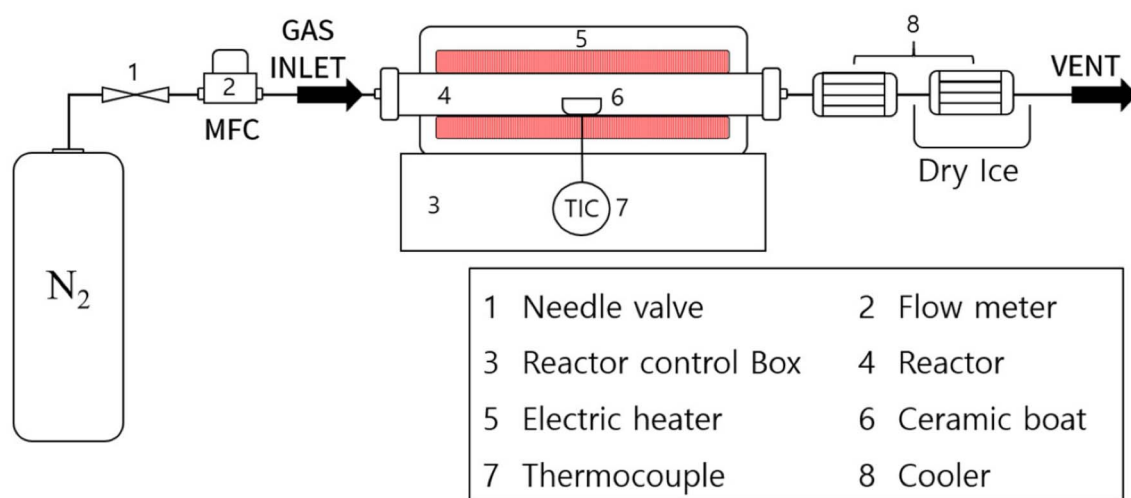 GAS
INLET
1
2
MFC
5
4
6
8
VENT
Dry Ice
3
TIC
7
N2
1 Needle valve
2 Flow meter
3 Reactor control Box
4 Reactor
5 Electric heater
6 Ceramic boat
7 Thermocouple
8 Cooler